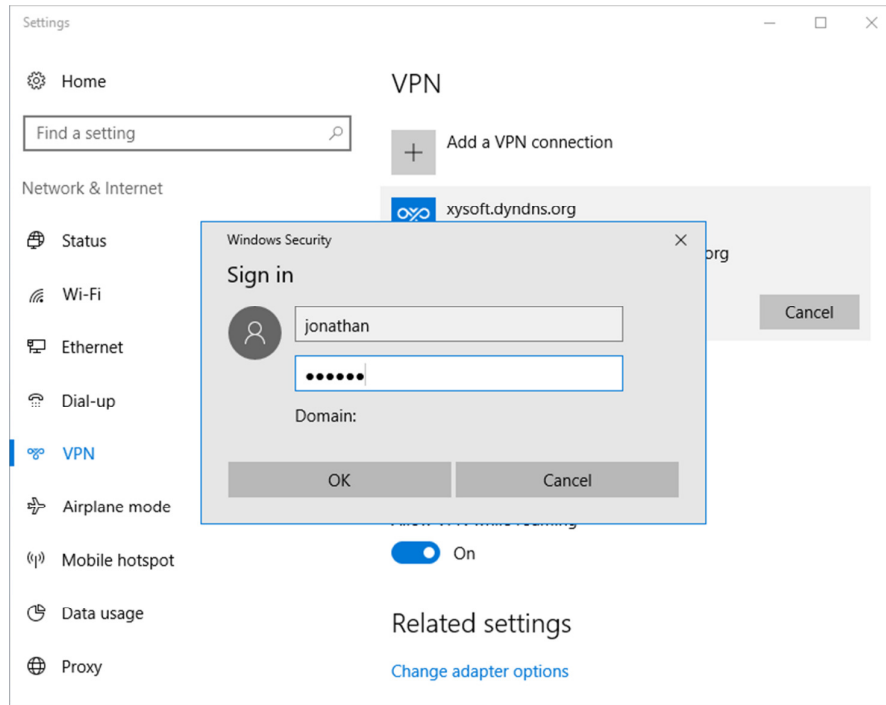 Settings
Home
Find a setting
Network & Internet
Status
Wi-Fi
Ethernet
Dial-up
VPN
Airplane mode
Mobile hotspot
Data usage
Proxy
VPN
Add a VPN connection
xysoft.dyndns.org
org
Cancel
Windows Security
Sign in
jonathan
••••••
Domain:
OK Cancel
On
Related settings
Change adapter options